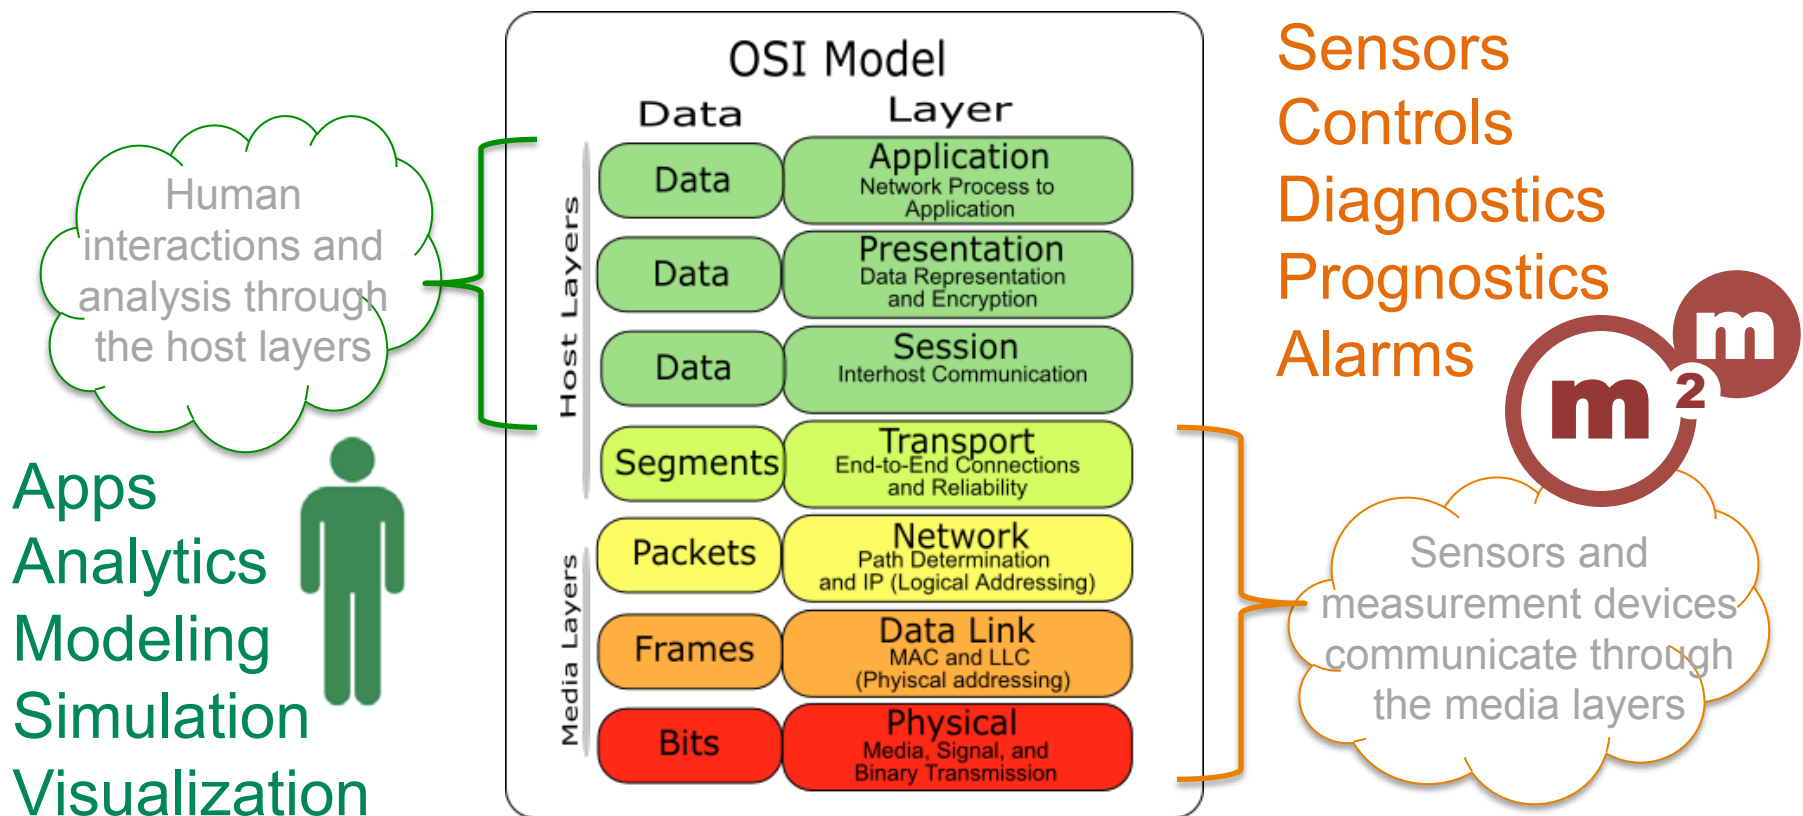 OSI Model
Data
Layer
Host Layers
Media Layers
Data
Application
Network Process to
Application
Data
Presentation
Data Representation
and Encryption
Data
Session
Interhost Communication
Segments
Transport
End-to-End Connections
and Reliability
Packets
Network
Path Determination
and IP (Logical Addressing)
Frames
Data Link
MAC and LLC
(Phyiscal addressing)
Bits
Physical
Media, Signal, and
Binary Transmission
Human
interactions and
analysis through
the host layers
Apps
Analytics
Modeling
Simulation
Visualization
Sensors
Controls
Diagnostics
Prognostics
Alarms
m2m
Sensors and
measurement devices
communicate through
the media layers